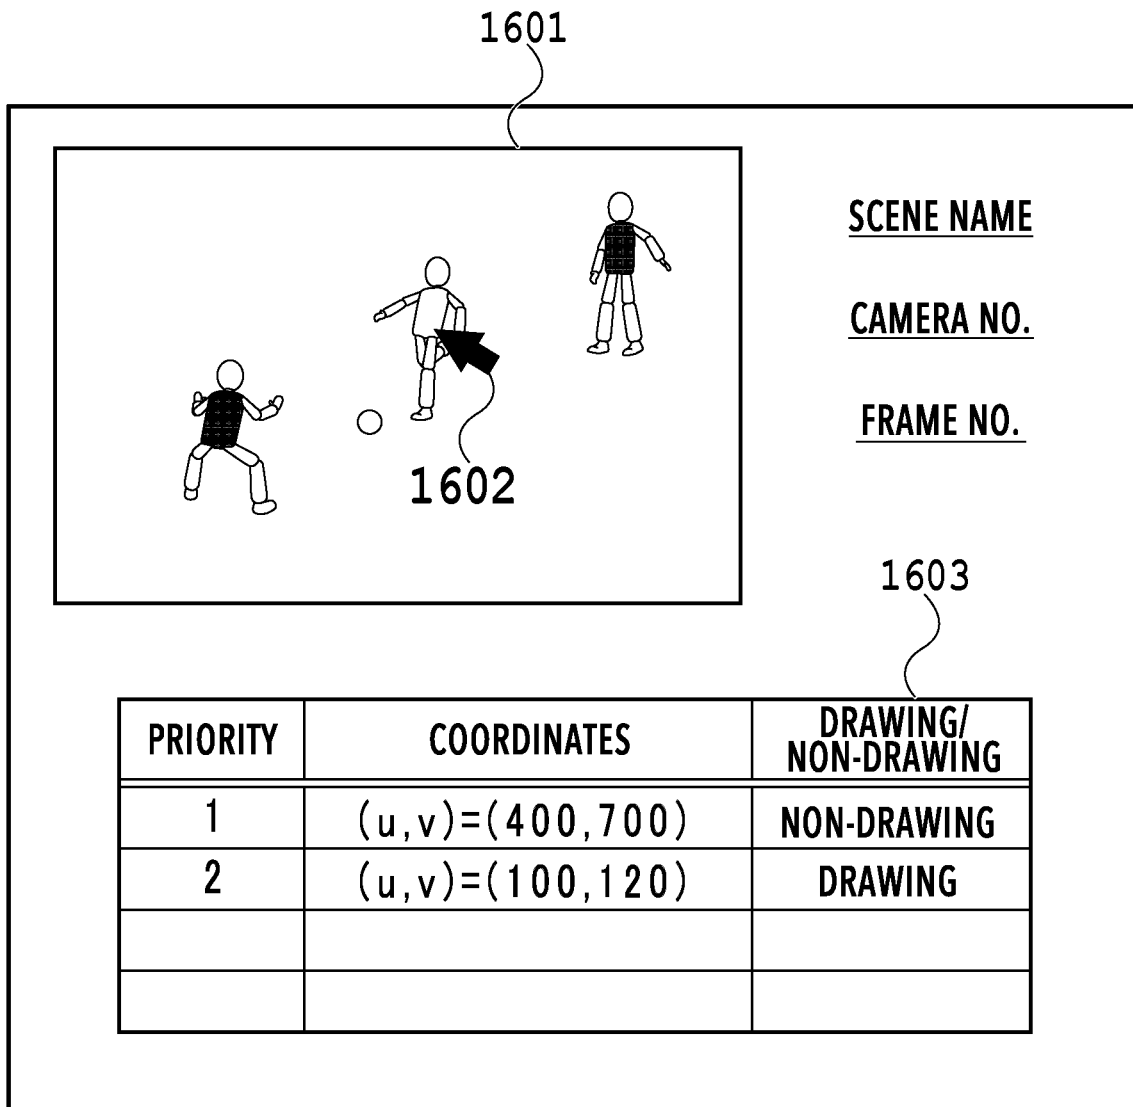 1601
SCENE NAME
CAMERA NO.
FRAME NO.
1602
1603
PRIORITY COORDINATES DRAWING/
NON-DRAWING
1 (u,v)=(400,700) NON-DRAWING
2 (u,v)=(100,120) DRAWING